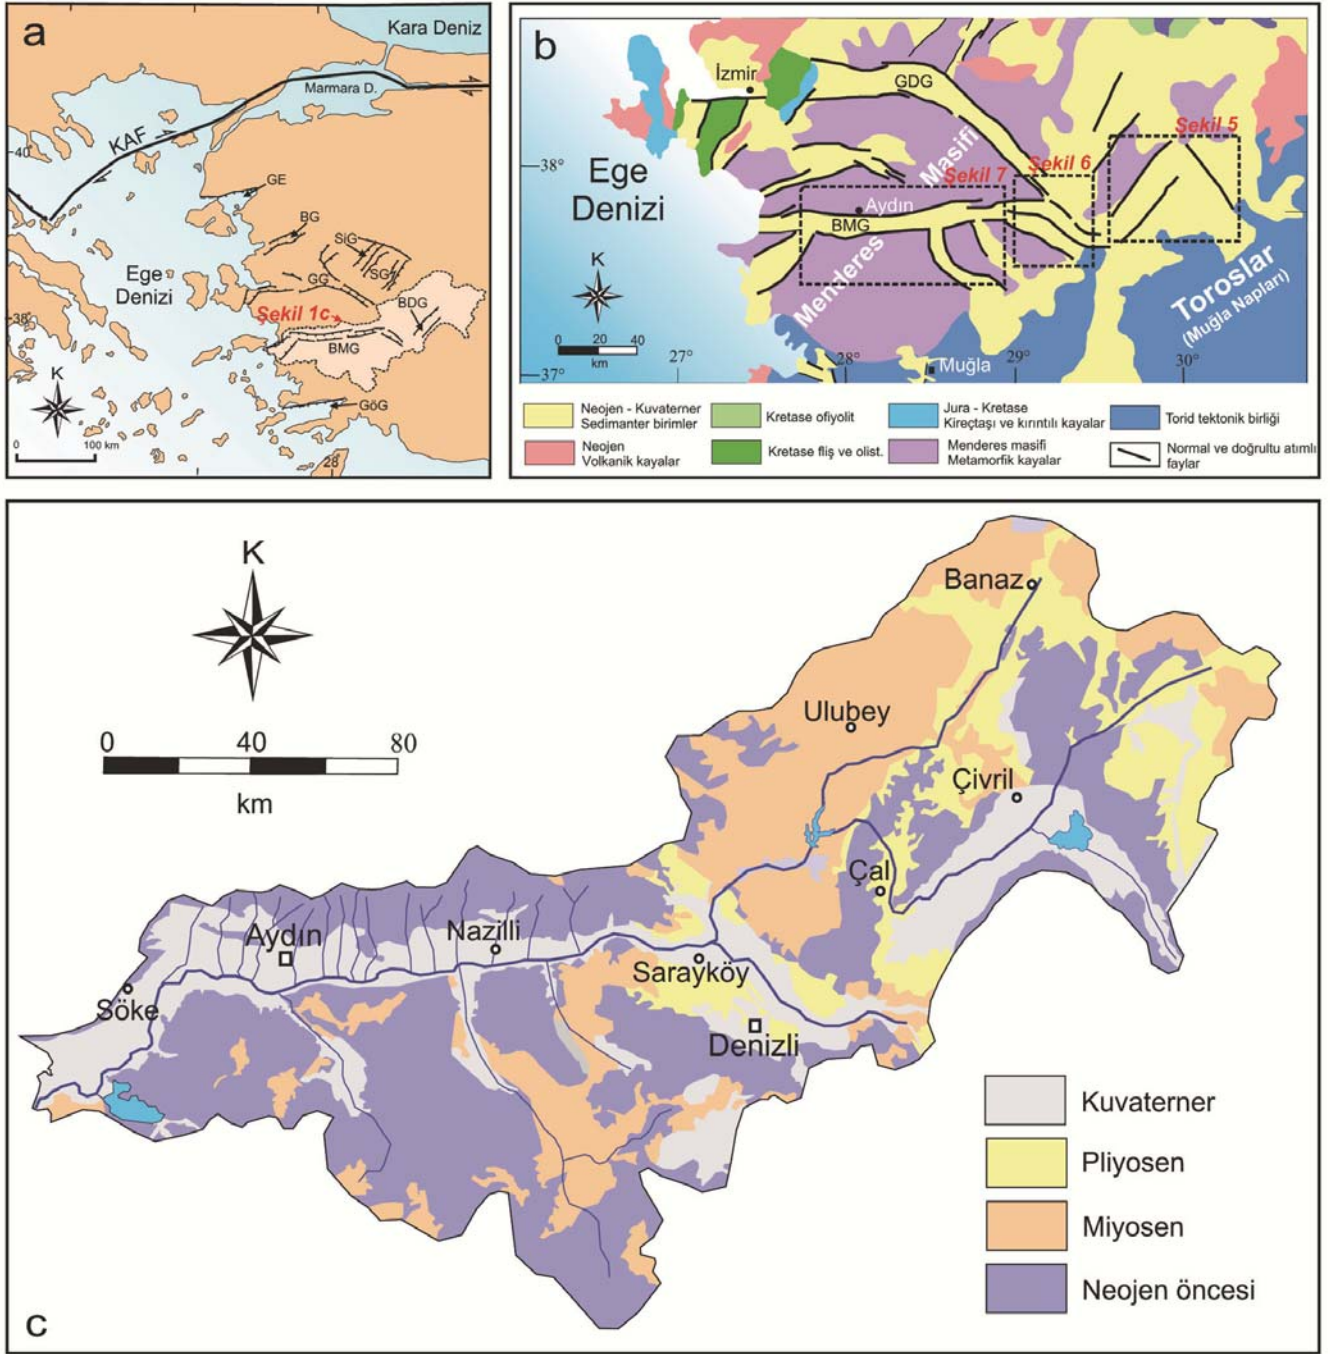 a
Kara Deniz
Marmara D.
KAF
40°
GE
BG
SiG
SG
GG
Ege
Denizi
BDG
38°
Şekil 1c
BMG
K
GöG
0 100 km
28°
b
İzmir
GDG
Şekil 5
38°
Masifi
Şekil 6
Ege
Denizi
Şekil 7
Aydın
BMG
K
Menderes
Toroslar
(Muğla Napları)
0 20 40
km
27°
28°
29°
30°
37°
Muğla
Neojen - Kuvaterner
Sedimanter birimler
Kretase ofiyolit
Jura - Kretase
Kireçtaşı ve kırıntılı kayalar
Torid tektonik birliği
Neojen
Volkanik kayalar
Kretase fliş ve olist.
Menderes masifi
Metamorfik kayalar
Normal ve doğrultu atımlı
faylar
K
Banaz
0 40 80
km
Ulubey
Çivril
Çal
Aydın
Nazilli
Sarayköy
Söke
Denizli
Kuvaterner
Pliyosen
Miyosen
Neojen öncesi
c